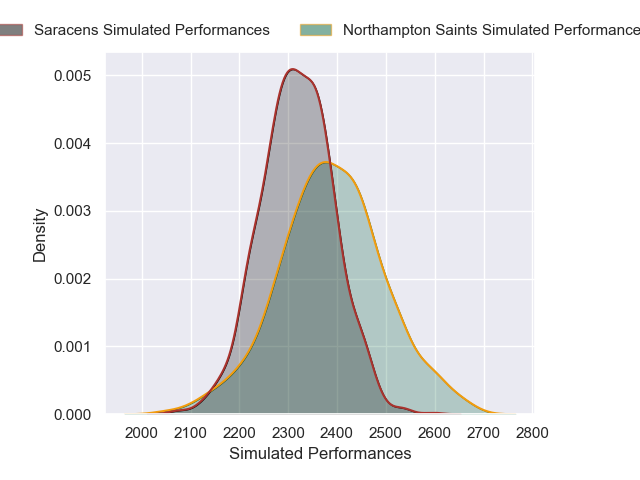 Saracens Simulated Performances
Northampton Saints Simulated Performance
0.005
0.004
0.003
0.002
0.001
0.000
Density
2000 2100 2200 2300 2400 2500 2600 2700 2800
Simulated Performances